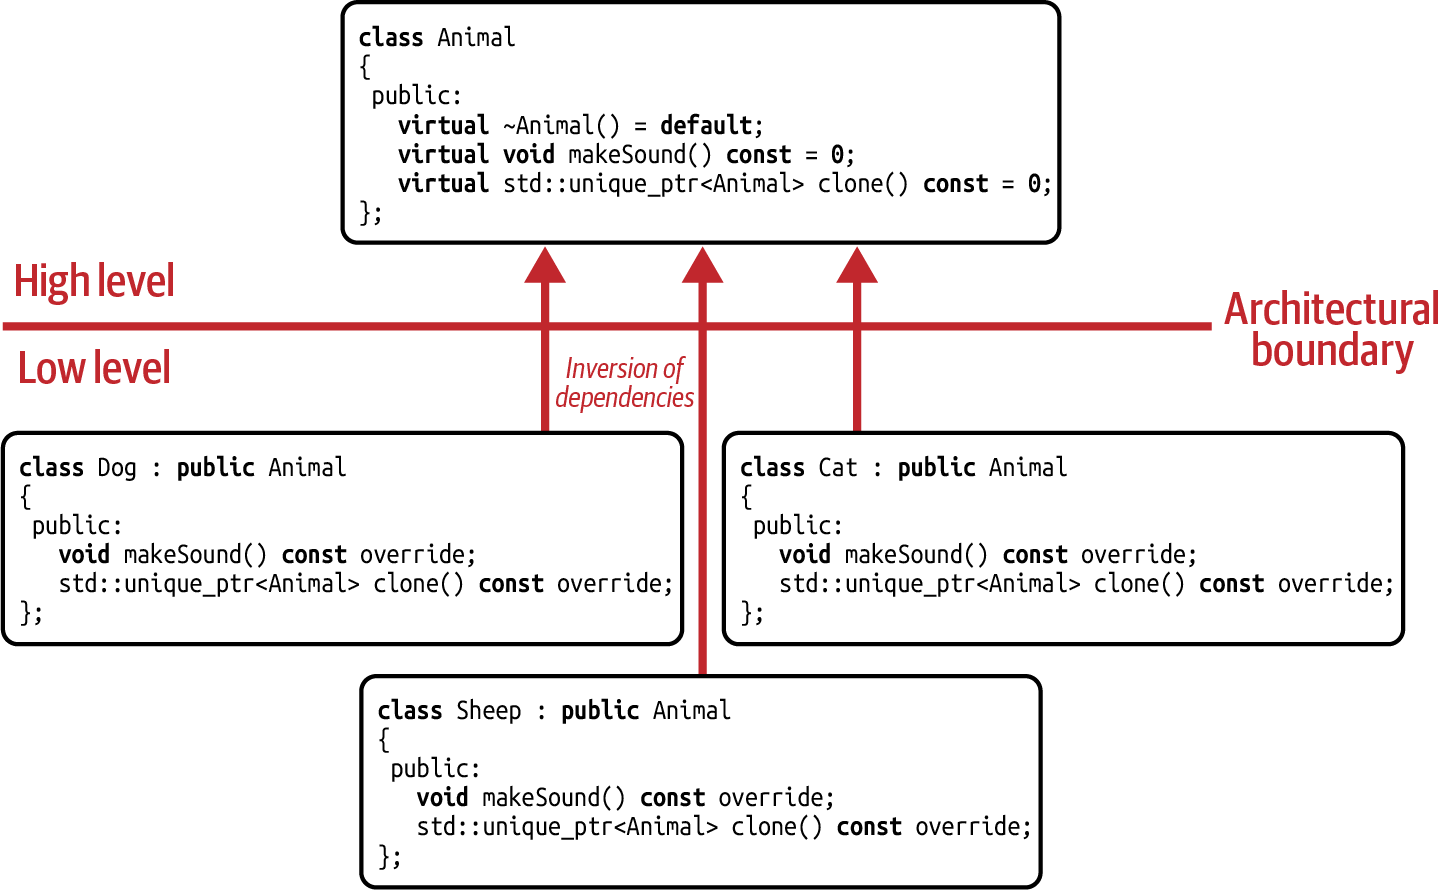 class Animal
{
 public:
   virtual ~Animal() = default;
   virtual void makeSound() const = 0;
   virtual std::unique_ptr<Animal> clone() const = 0;
};
High level
Architectural
boundary
Low level
Inversion of
dependencies
class Dog : public Animal
{
 public:
   void makeSound() const override;
   std::unique_ptr<Animal> clone() const override;
};
class Cat : public Animal
{
 public:
   void makeSound() const override;
   std::unique_ptr<Animal> clone() const override;
};
class Sheep : public Animal
{
 public:
   void makeSound() const override;
   std::unique_ptr<Animal> clone() const override;
};